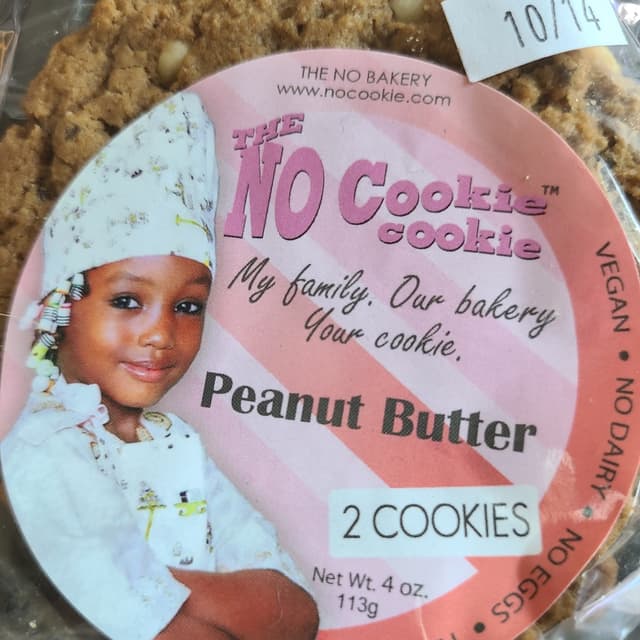 10/14
THE NO BAKERY
www.nocookie.com
THE
NO Cookie™
cookie
My family. Our bakery
Your cookie.
Peanut Butter
2 COOKIES
Net Wt. 4 oz.
113g
VEGAN • NO DAIRY • NO EGGS •